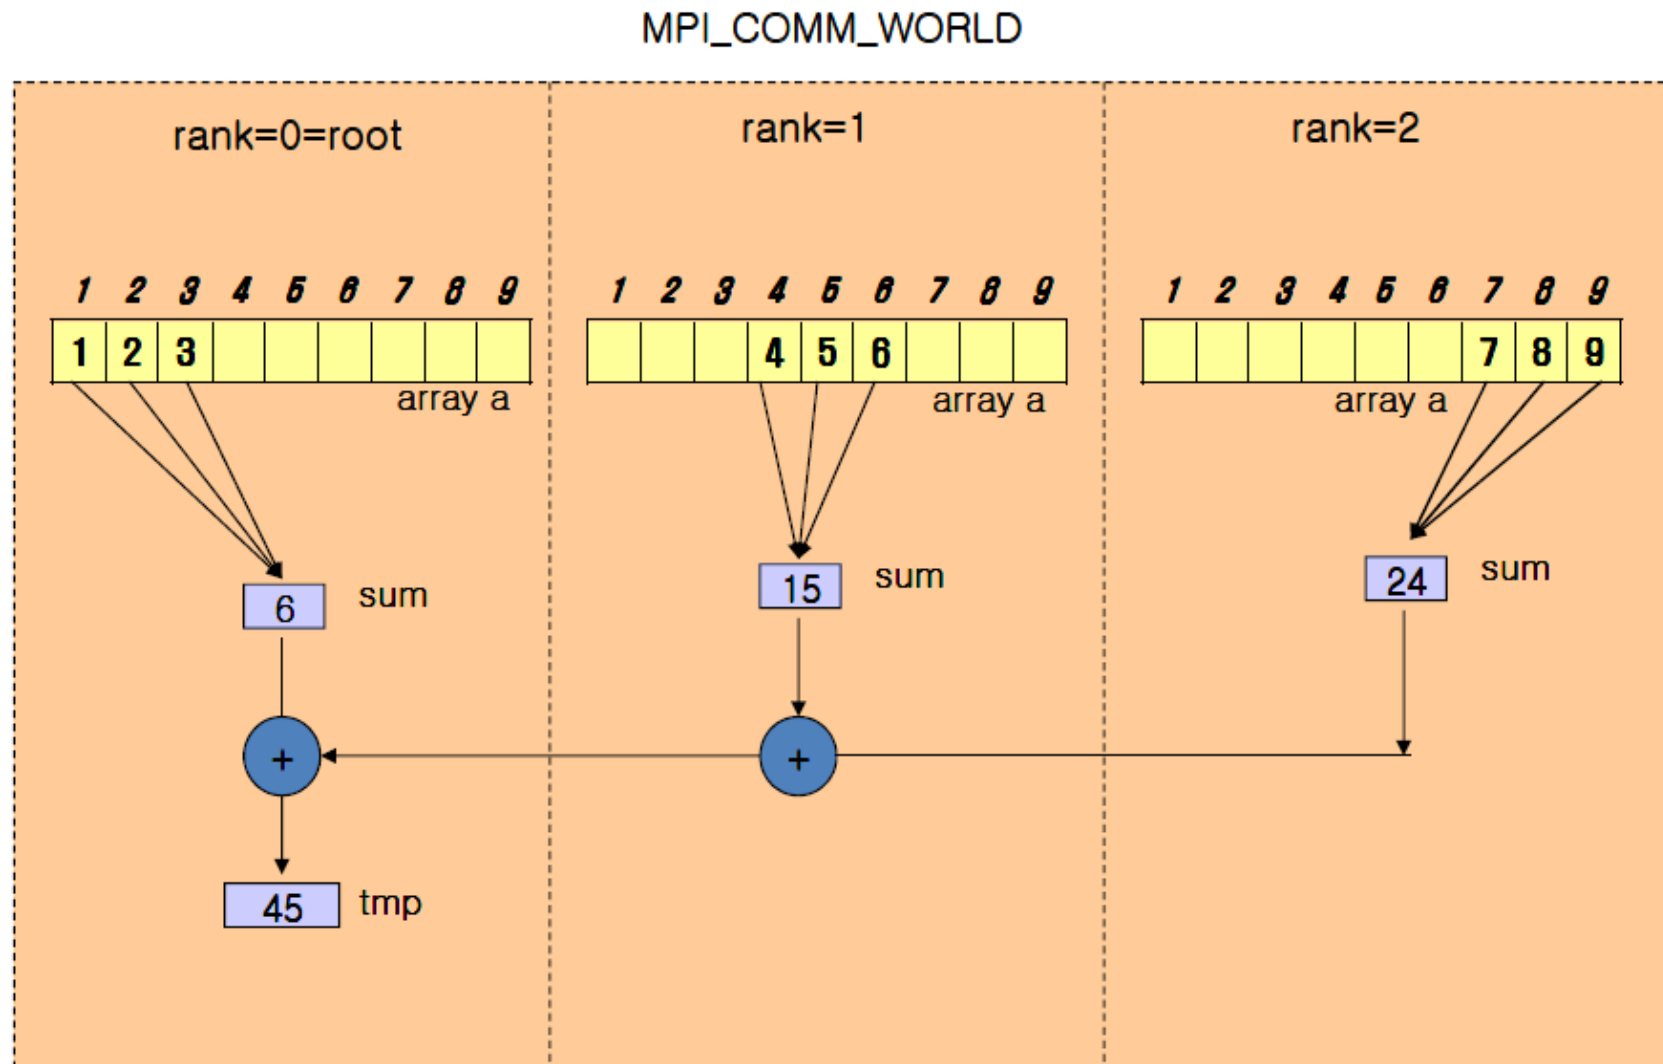 MPI_COMM_WORLD
rank=0=root
rank=1
rank=2
1 2 3 4 5 6 7 8 9
1 2 3 4 5 6 7 8 9
1 2 3 4 5 6 7 8 9
1 2 3
4 5 6
7 8 9
array a
array a
array a
6
sum
15
sum
24
sum
+
+
45
tmp